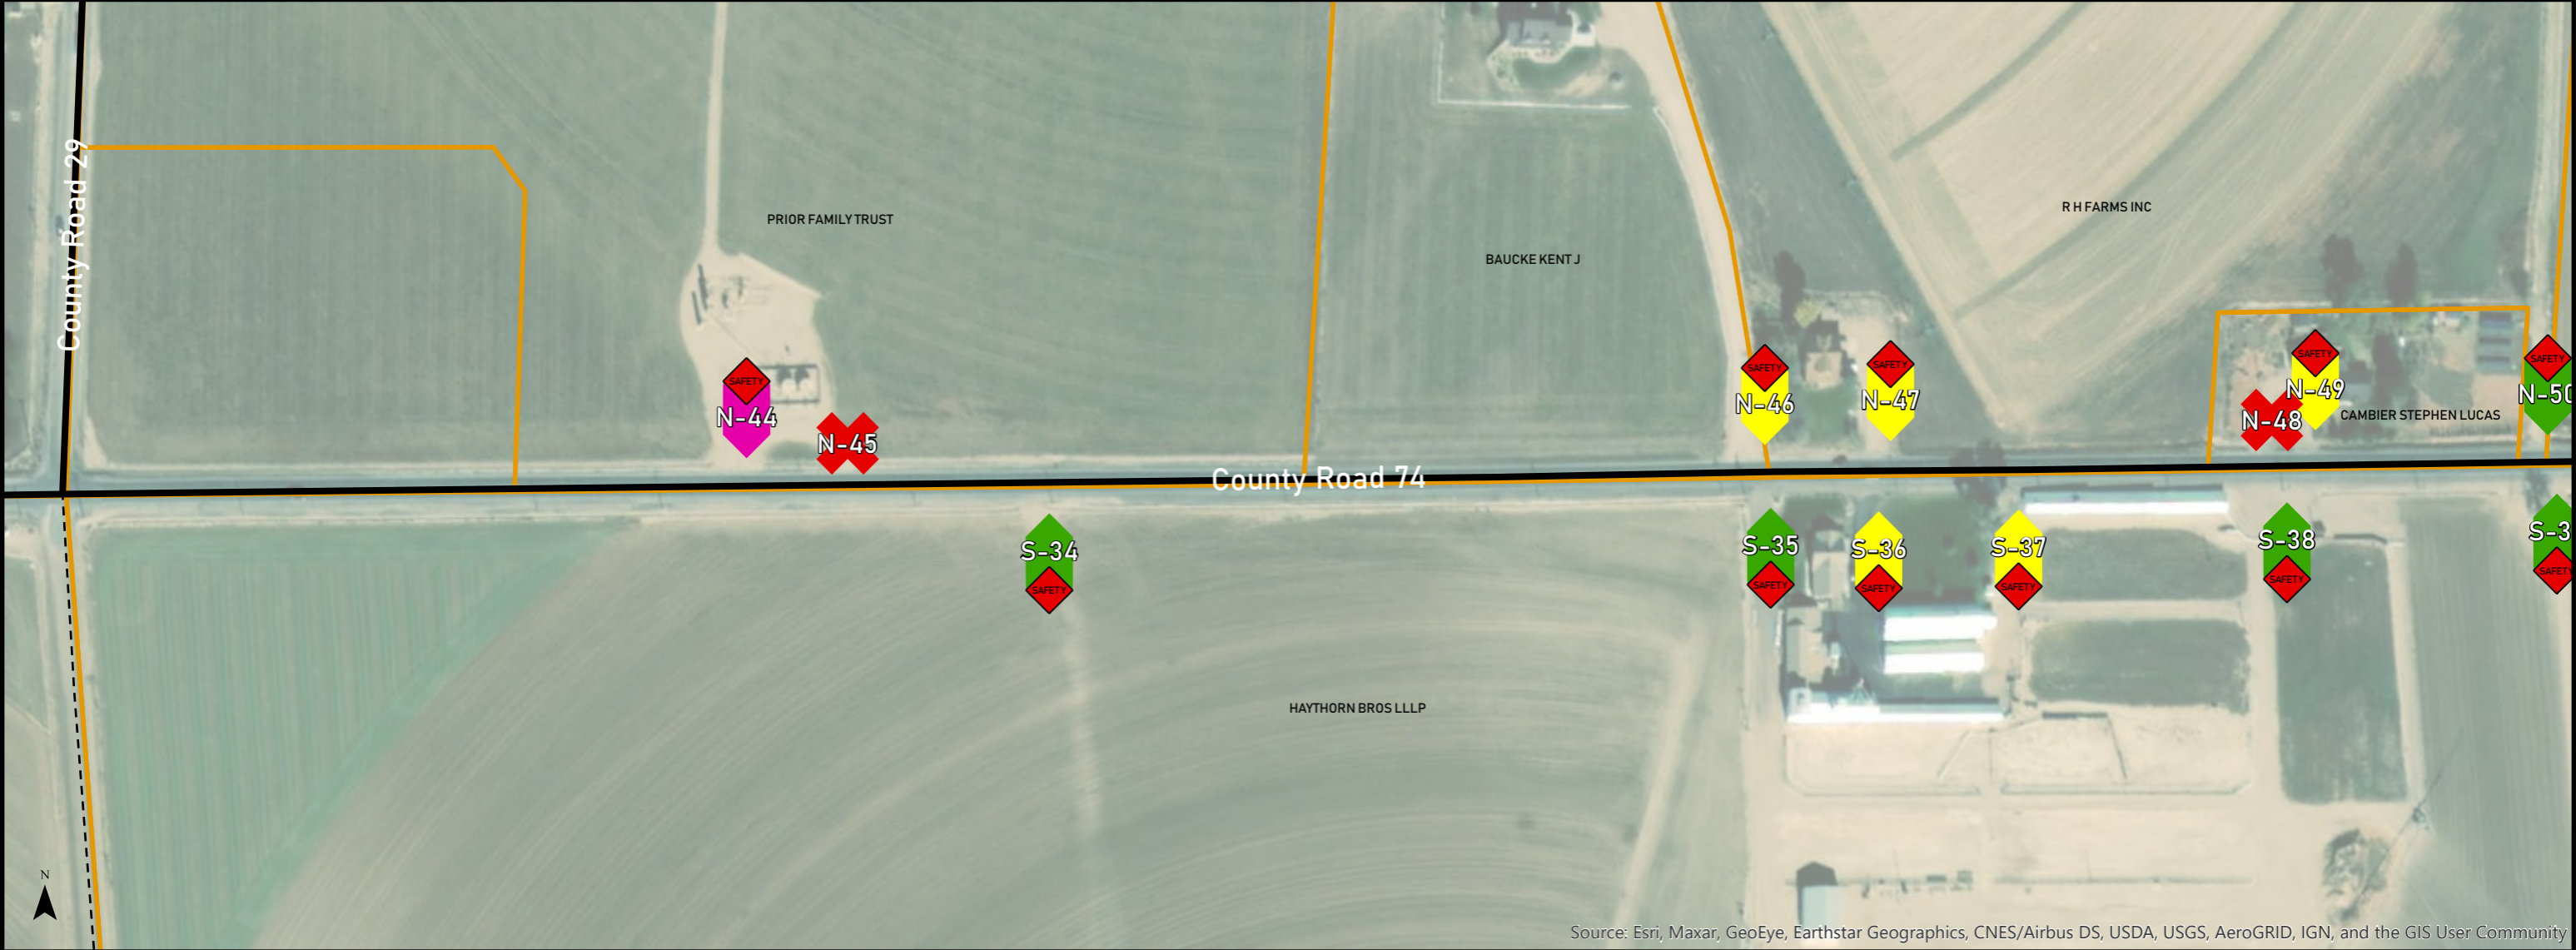 County Road 29
PRIOR FAMILY TRUST
BAUCKE KENT J
R H FARMS INC
SAFETY
N-44
N-45
SAFETY
N-46
SAFETY
N-47
N-48
SAFETY
N-49
CAMBIER STEPHEN LUCAS
SAFETY
N-50
County Road 74
S-34
SAFETY
S-35
SAFETY
S-36
SAFETY
S-37
SAFETY
S-38
SAFETY
S-3
SAFETY
HAYTHORN BROS LLLP
N
Source: Esri, Maxar, GeoEye, Earthstar Geographics, CNES/Airbus DS, USDA, USGS, AeroGRID, IGN, and the GIS User Community